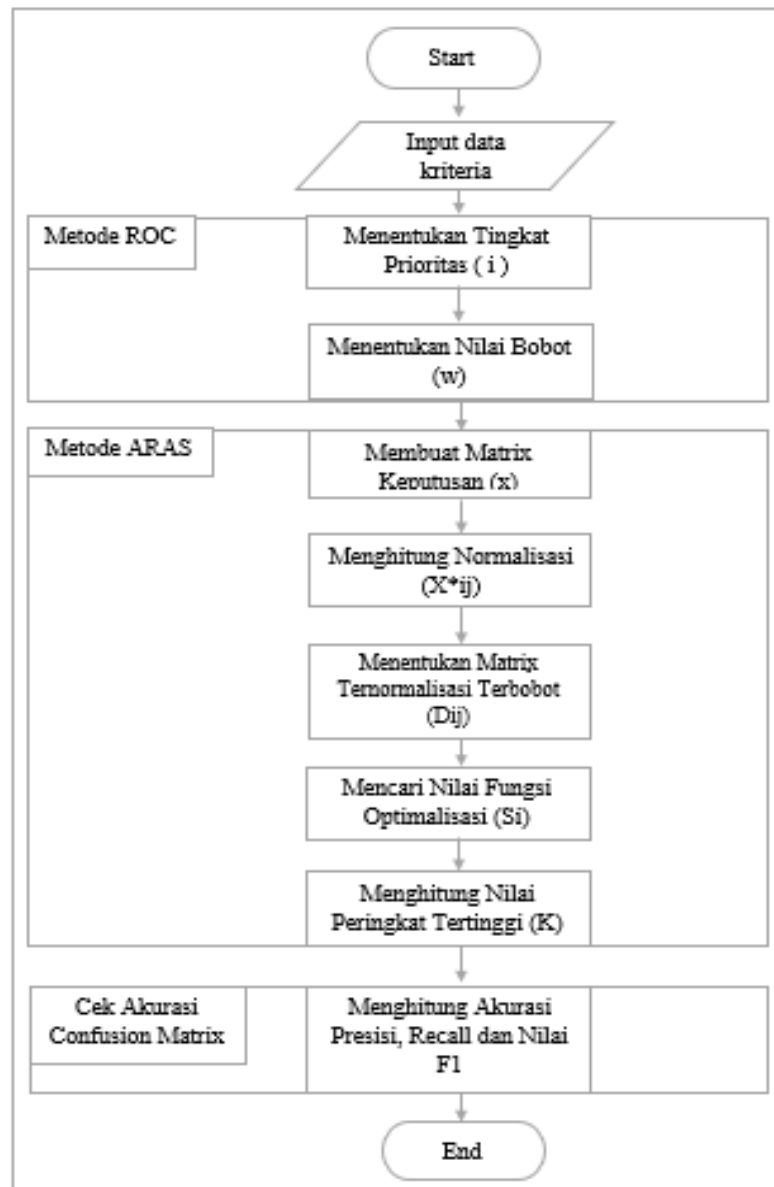 Start
Input data
kriteria
Metode ROC
Menentukan Tingkat
Prioritas ( i )
Menentukan Nilai Bobot
(w)
Metode ARAS
Membuat Matrix
Keputusan (x)
Menghitung Normalisasi
(X*ij)
Menentukan Matrix
Ternormalisasi Terbobot
(Dij)
Mencari Nilai Fungsi
Optimalisasi (Si)
Menghitung Nilai
Peringkat Tertinggi (K)
Cek Akurasi
Confusion Matrix
Menghitung Akurasi
Presisi, Recall dan Nilai
F1
End